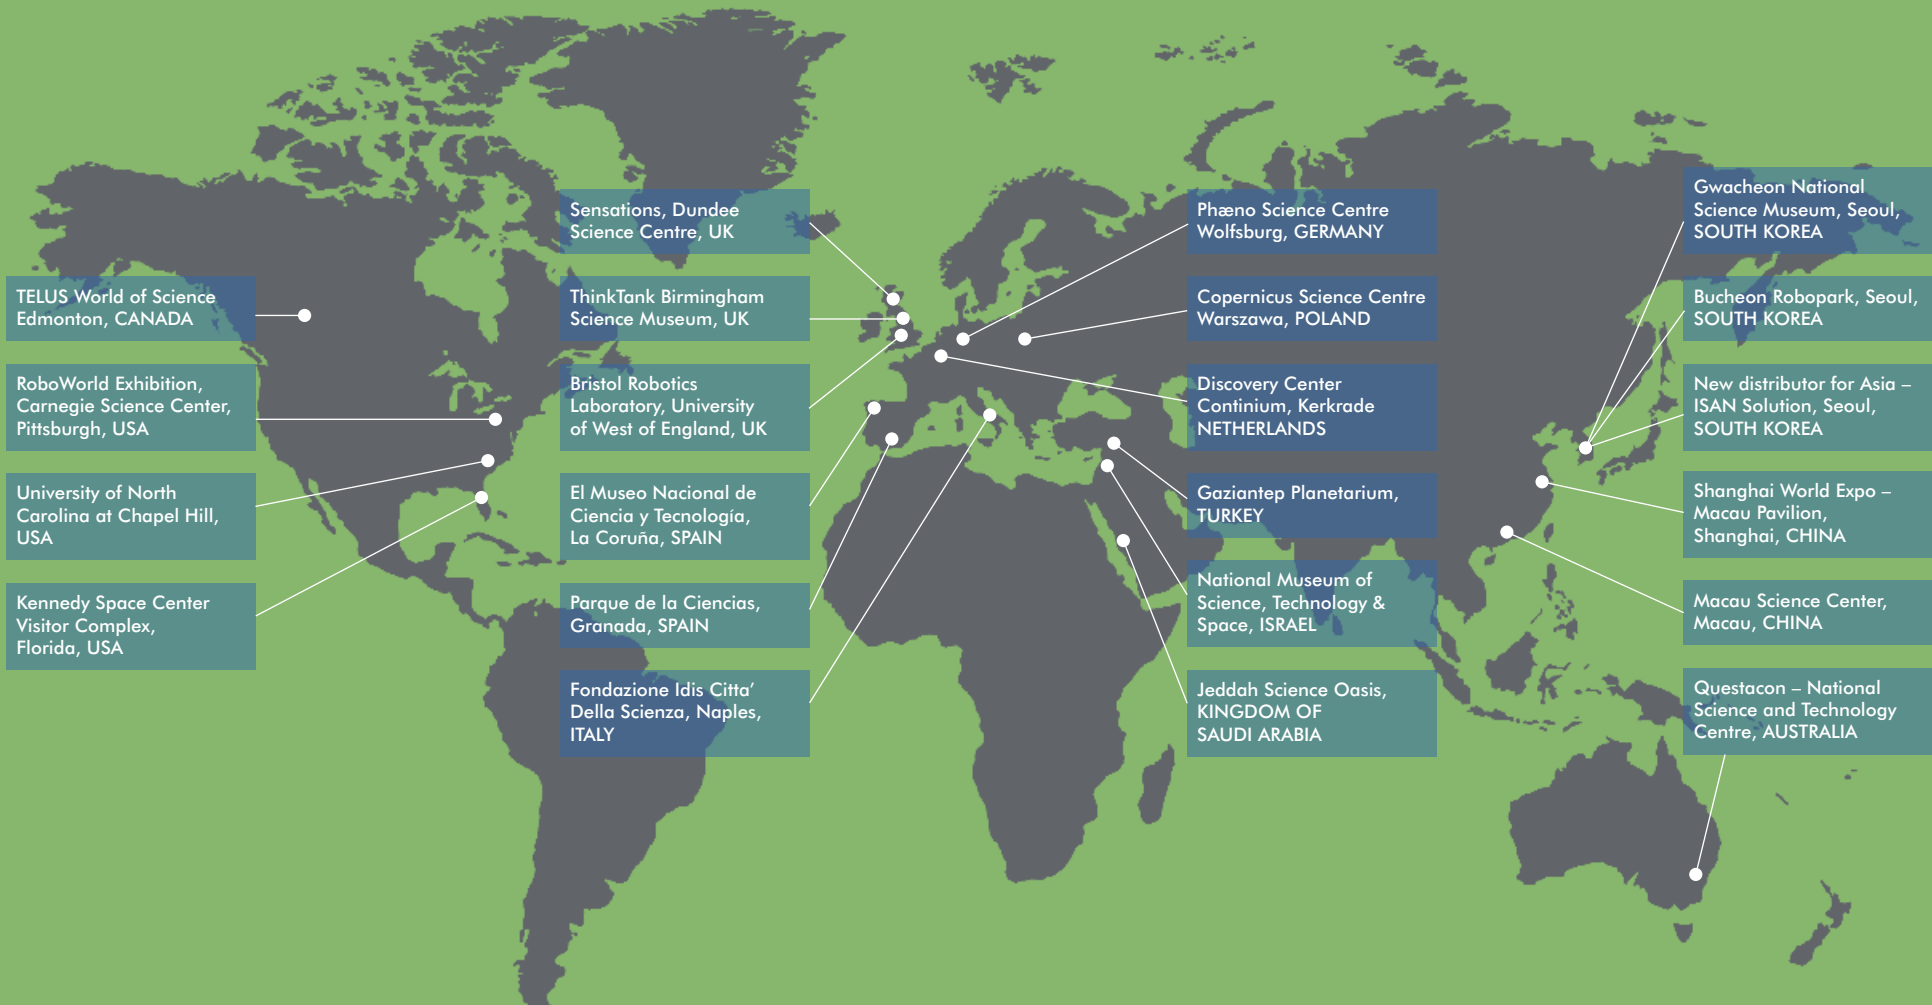 TELUS World of Science
Edmonton, CANADA
RoboWorld Exhibition,
Carnegie Science Center,
Pittsburgh, USA
University of North
Carolina at Chapel Hill,
USA
Kennedy Space Center
Visitor Complex,
Florida, USA
Sensations, Dundee
Science Centre, UK
ThinkTank Birmingham
Science Museum, UK
Bristol Robotics
Laboratory, University
of West of England, UK
El Museo Nacional de
Ciencia y Tecnología,
La Coruña, SPAIN
Parque de la Ciencias,
Granada, SPAIN
Fondazione Idis Citta’
Della Scienza, Naples,
ITALY
Phæno Science Centre
Wolfsburg, GERMANY
Copernicus Science Centre
Warszawa, POLAND
Discovery Center
Continium, Kerkrade
NETHERLANDS
Gaziantep Planetarium,
TURKEY
National Museum of
Science, Technology &
Space, ISRAEL
Jeddah Science Oasis,
KINGDOM OF
SAUDI ARABIA
Gwacheon National
Science Museum, Seoul,
SOUTH KOREA
Bucheon Robopark, Seoul,
SOUTH KOREA
New distributor for Asia –
ISAN Solution, Seoul,
SOUTH KOREA
Shanghai World Expo –
Macau Pavilion,
Shanghai, CHINA
Macau Science Center,
Macau, CHINA
Questacon – National
Science and Technology
Centre, AUSTRALIA